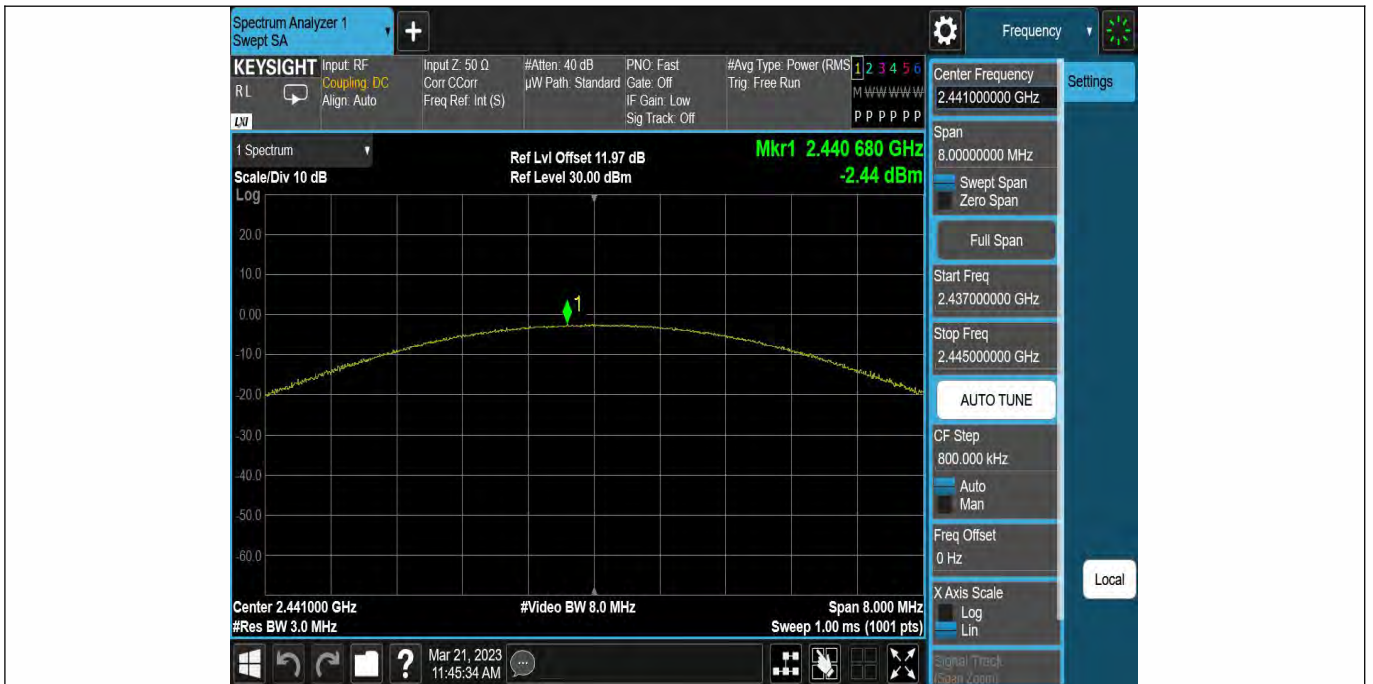 Spectrum Analyzer 1
Swept SA
+
Frequency
KEYSIGHT
RL
LXI
Input: RF
Coupling: DC
Align: Auto
Input Z: 50 Ω
Corr CCorr
Freq Ref: Int (S)
#Atten: 40 dB
µW Path: Standard
PNO: Fast
Gate: Off
IF Gain: Low
Sig Track: Off
#Avg Type: Power (RMS
Trig: Free Run
1 2 3 4 5 6
M W W W W W
P P P P P P
1 Spectrum
Scale/Div 10 dB
Log
Ref Lvl Offset 11.97 dB
Ref Level 30.00 dBm
Mkr1 2.440 680 GHz
-2.44 dBm
20.0
10.0
0.00
-10.0
-20.0
-30.0
-40.0
-50.0
-60.0
1
Center 2.441000 GHz
#Res BW 3.0 MHz
#Video BW 8.0 MHz
Span 8.000 MHz
Sweep 1.00 ms (1001 pts)
?
Mar 21, 2023
11:45:34 AM
Center Frequency
2.441000000 GHz
Span
8.00000000 MHz
Swept Span
Zero Span
Full Span
Start Freq
2.437000000 GHz
Stop Freq
2.445000000 GHz
AUTO TUNE
CF Step
800.000 kHz
Auto
Man
Freq Offset
0 Hz
X Axis Scale
Log
Lin
Signal Track
(Span Zoom)
Settings
Local